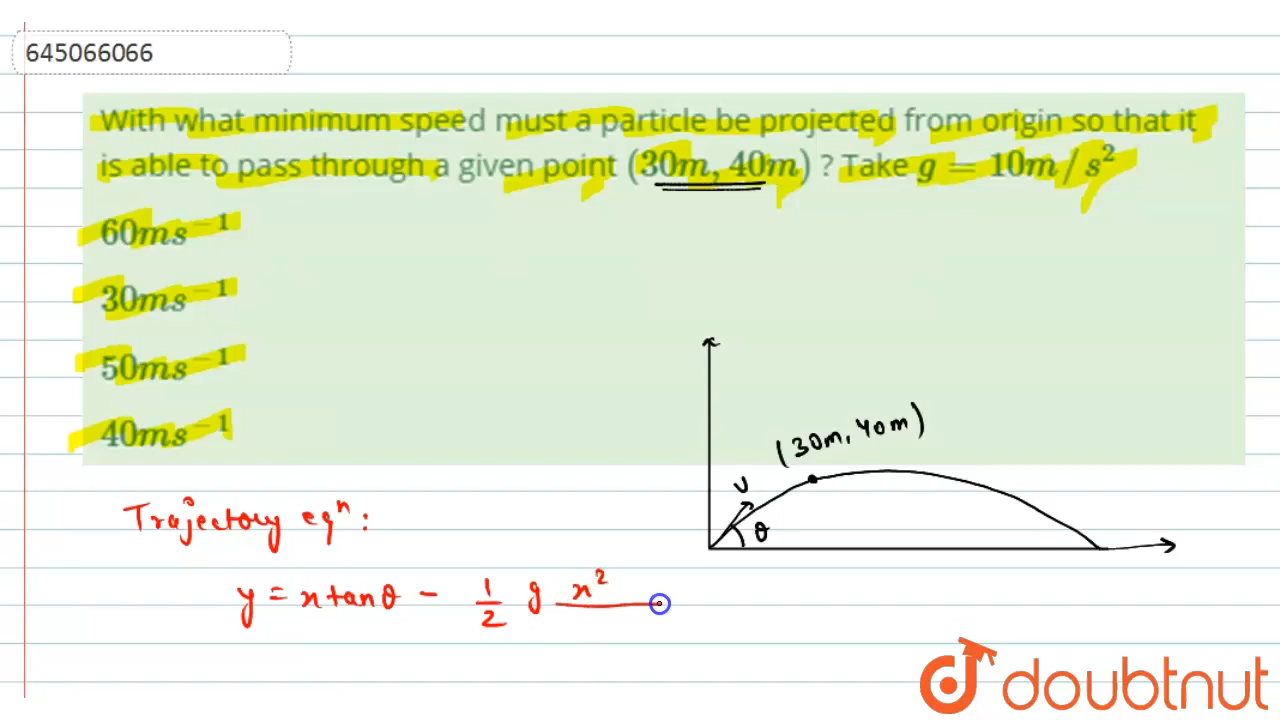 645066066
With what minimum speed must a particle be projected from origin so that it
is able to pass through a given point (30m, 40m) ? Take g = 10m/s²
60ms⁻¹
30ms⁻¹
50ms⁻¹
40ms⁻¹
(30m, 40m)
u
θ
Trajectory eqⁿ:
y = x tanθ - 1/2 g x²
doubtnut